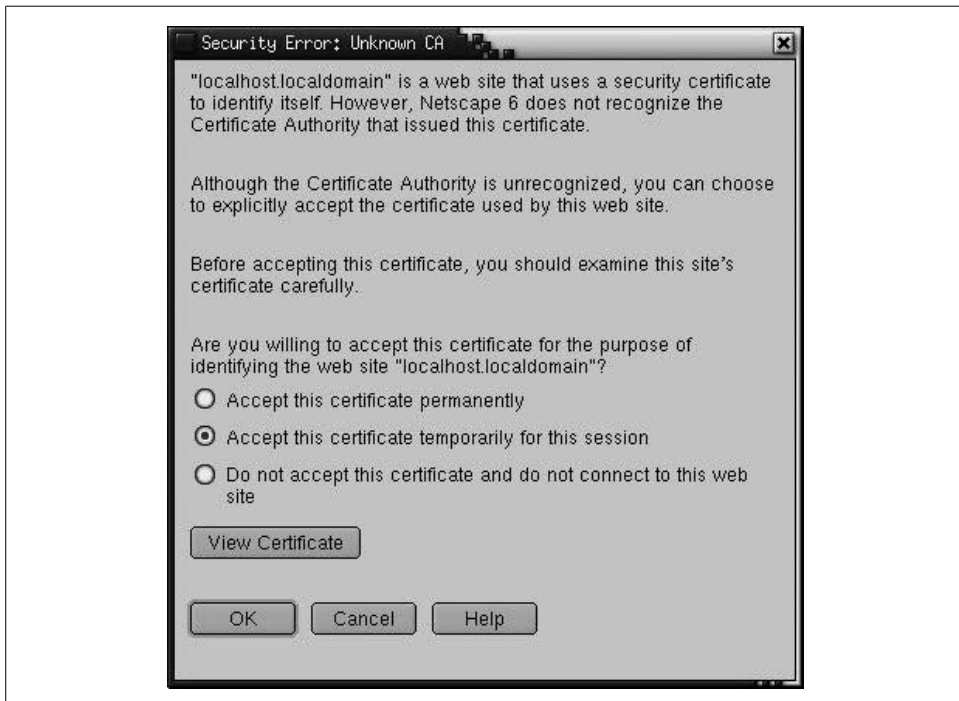 Security Error: Unknown CA
"localhost.localdomain" is a web site that uses a security certificate
to identify itself. However, Netscape 6 does not recognize the
Certificate Authority that issued this certificate.
Although the Certificate Authority is unrecognized, you can choose
to explicitly accept the certificate used by this web site.
Before accepting this certificate, you should examine this site's
certificate carefully.
Are you willing to accept this certificate for the purpose of
identifying the web site "localhost.localdomain"?
Accept this certificate permanently
Accept this certificate temporarily for this session
Do not accept this certificate and do not connect to this web
site
View Certificate
OK Cancel Help